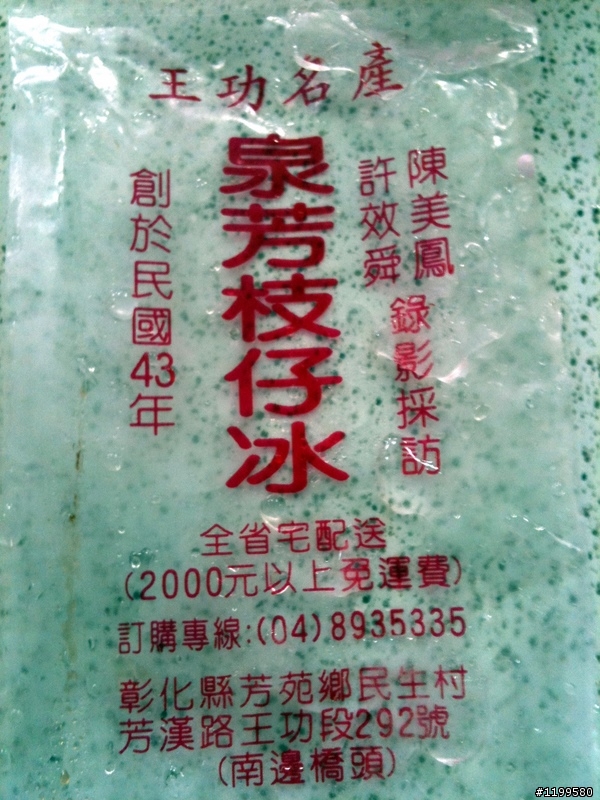 王功名產
陳美鳳
許效舜
錄影採訪
泉芳枝仔冰
創於民國43年
全省宅配送
(2000元以上免運費)
訂購專線:(04)8935335
彰化縣芳苑鄉民生村
芳漢路王功段292號
(南邊橋頭)
#1199580